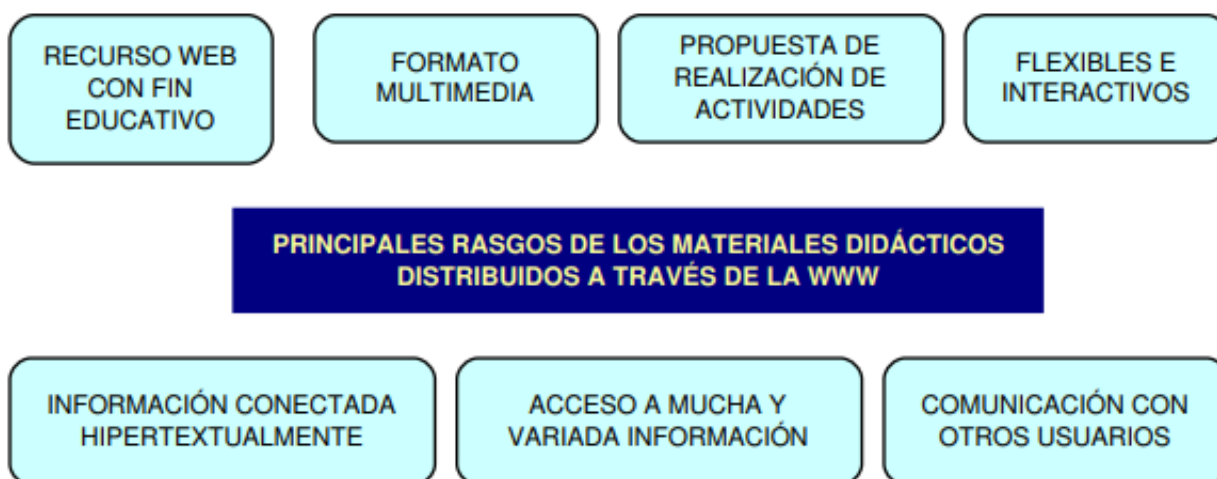 RECURSO WEB
CON FIN
EDUCATIVO
FORMATO
MULTIMEDIA
PROPUESTA DE
REALIZACIÓN DE
ACTIVIDADES
FLEXIBLES E
INTERACTIVOS
PRINCIPALES RASGOS DE LOS MATERIALES DIDÁCTICOS
DISTRIBUIDOS A TRAVÉS DE LA WWW
INFORMACIÓN CONECTADA
HIPERTEXTUALMENTE
ACCESO A MUCHA Y
VARIADA INFORMACIÓN
COMUNICACIÓN CON
OTROS USUARIOS